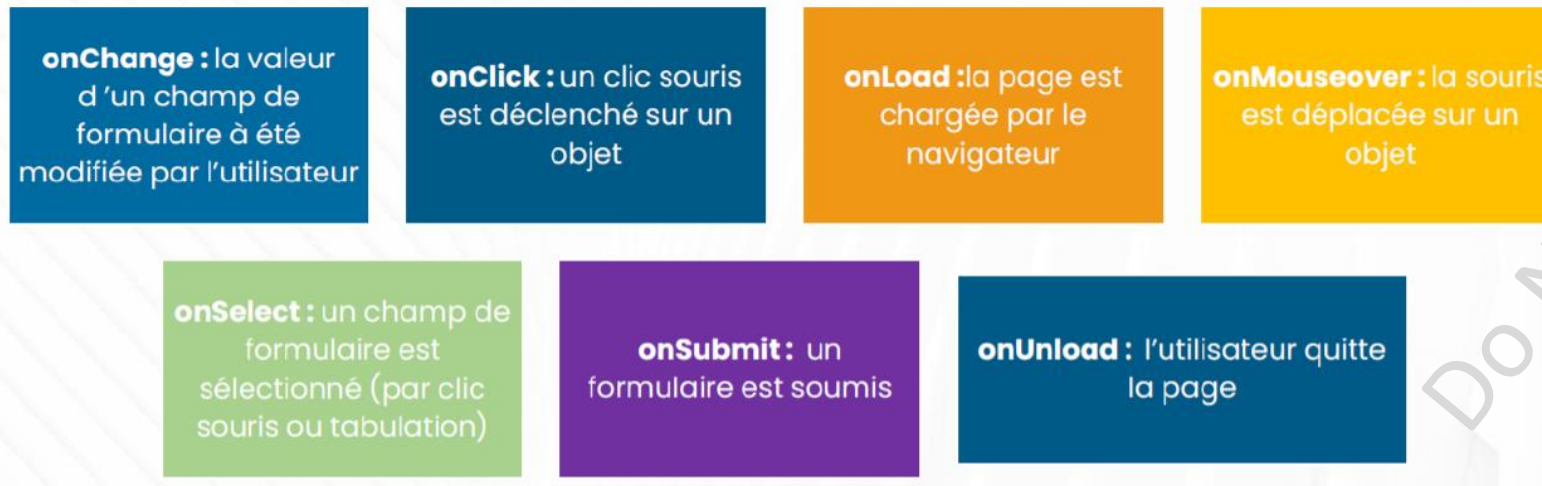 onChange : la valeur
d 'un champ de
formulaire à été
modifiée par l'utilisateur
onClick : un clic souris
est déclenché sur un
objet
onLoad :la page est
chargée par le
navigateur
onMouseover : la souris
est déplacée sur un
objet
onSelect : un champ de
formulaire est
sélectionné (par clic
souris ou tabulation)
onSubmit : un
formulaire est soumis
onUnload : l'utilisateur quitte
la page
Do